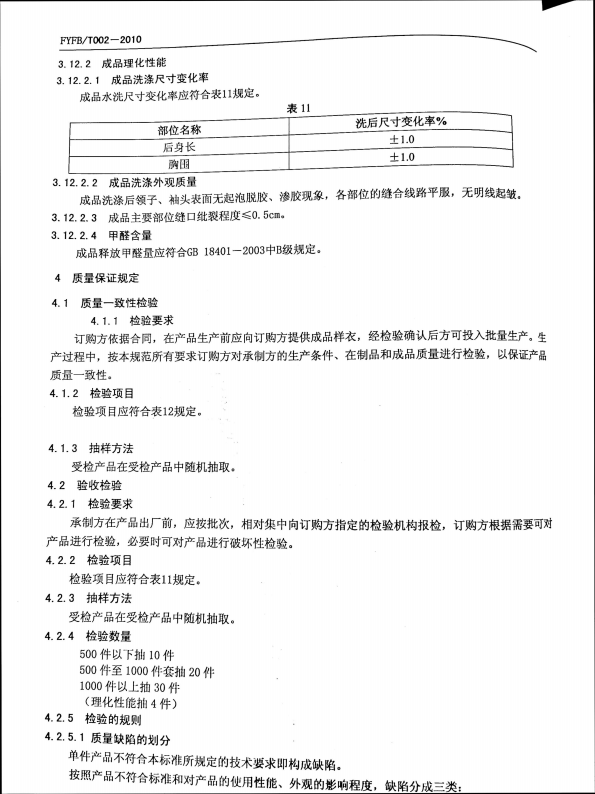 FYFB/T002—2010
3.12.2 成品理化性能
3.12.2.1 成品洗涤尺寸变化率
成品水洗尺寸变化率应符合表11规定。
表 11
部位名称 洗后尺寸变化率%
后身长 ±1.0
胸围 ±1.0
3.12.2.2 成品洗涤外观质量
成品洗涤后领子、袖头表面无起泡脱胶、渗胶现象，各部位的缝合线路平服，无明线起皱。
3.12.2.3 成品主要部位缝口纰裂程度≤0.5cm。
3.12.2.4 甲醛含量
成品释放甲醛量应符合GB 18401－2003中B级规定。
4 质量保证规定
4.1 质量一致性检验
4.1.1 检验要求
订购方依据合同，在产品生产前应向订购方提供成品样衣，经检验确认后方可投入批量生产。生
产过程中，按本规范所有要求订购方对承制方的生产条件、在制品和成品质量进行检验，以保证产品
质量一致性。
4.1.2 检验项目
检验项目应符合表12规定。
4.1.3 抽样方法
受检产品在受检产品中随机抽取。
4.2 验收检验
4.2.1 检验要求
承制方在产品出厂前，应按批次，相对集中向订购方指定的检验机构报检，订购方根据需要可对
产品进行检验，必要时可对产品进行破坏性检验。
4.2.2 检验项目
检验项目应符合表11规定。
4.2.3 抽样方法
受检产品在受检产品中随机抽取。
4.2.4 检验数量
500 件以下抽 10 件
500 件至 1000 件套抽 20 件
1000 件以上抽 30 件
（理化性能抽 4 件）
4.2.5 检验的规则
4.2.5.1 质量缺陷的划分
单件产品不符合本标准所规定的技术要求即构成缺陷。
按照产品不符合标准和对产品的使用性能、外观的影响程度，缺陷分成三类：